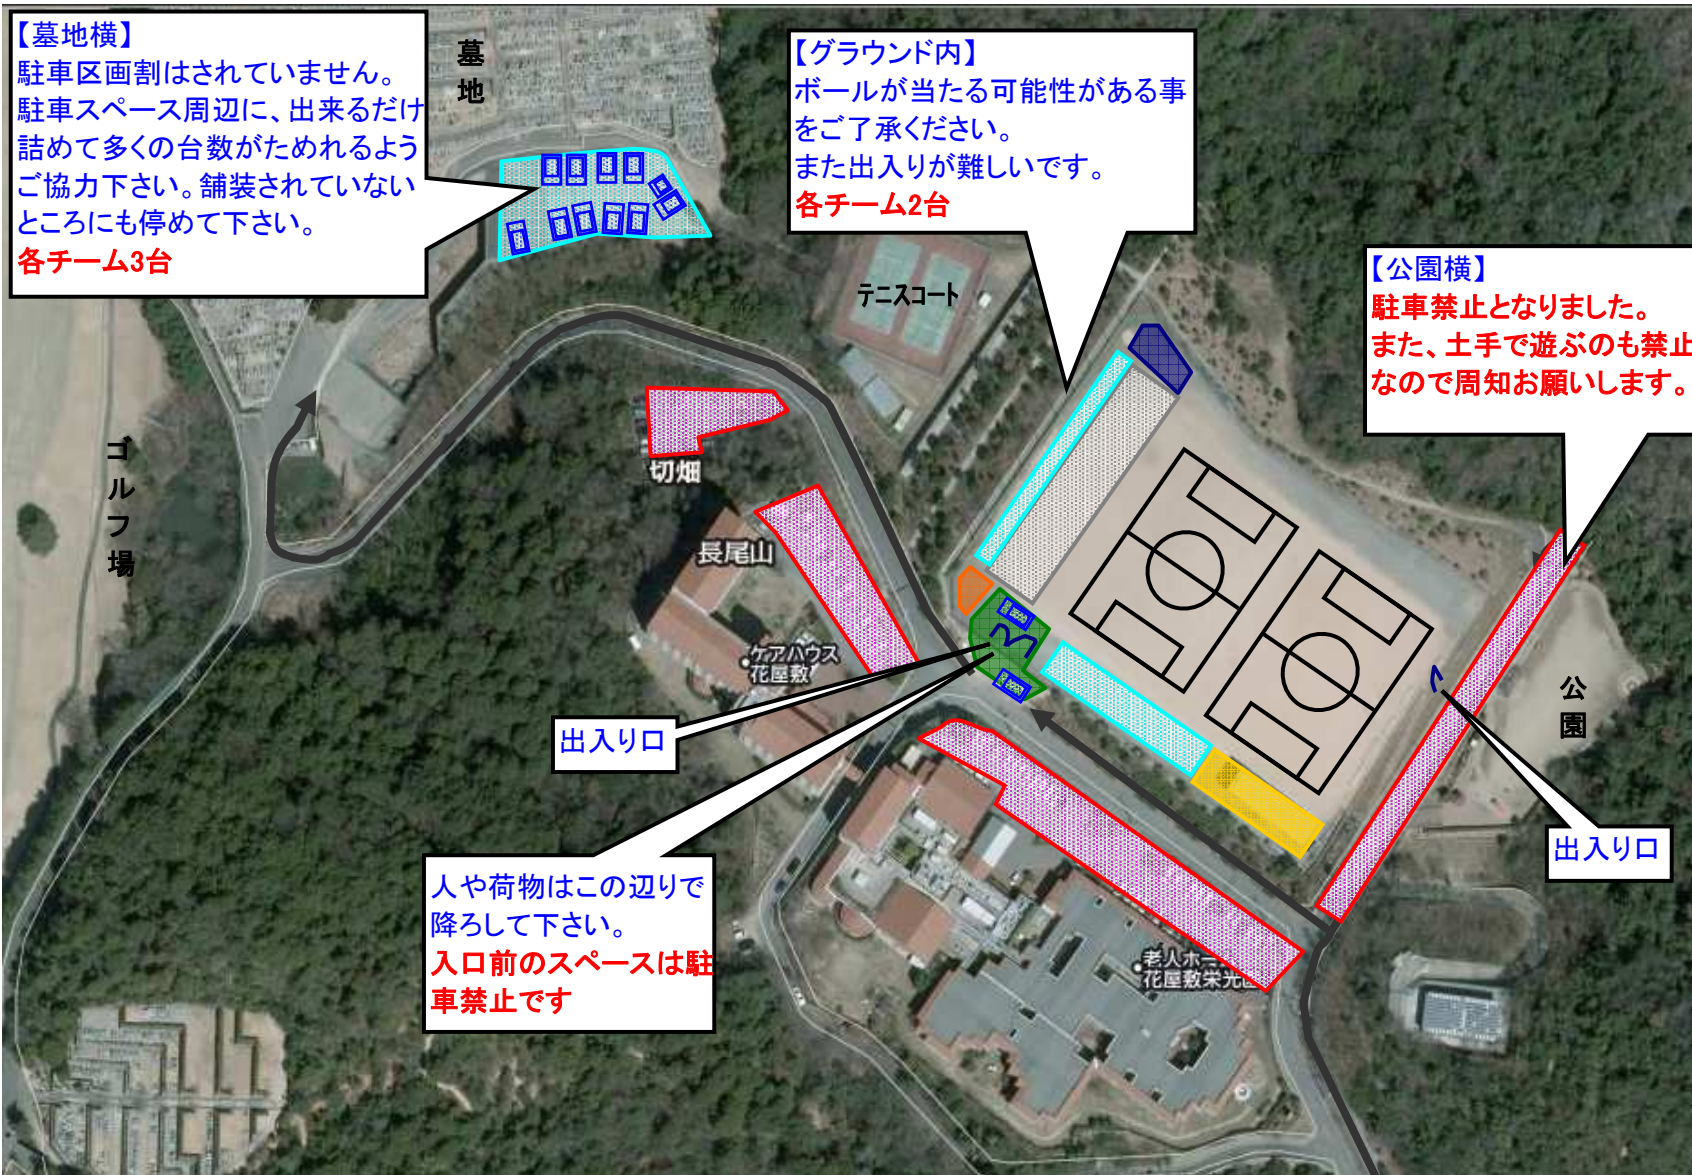 【墓地横】
駐車区画割はされていません。
駐車スペース周辺に、出来るだけ
詰めて多くの台数がためれるよう
ご協力下さい。舗装されていない
ところにも停めて下さい。
各チーム3台
墓地
【グラウンド内】
ボールが当たる可能性がある事
をご了承ください。
また出入りが難しいです。
各チーム2台
【公園横】
駐車禁止となりました。
また、土手で遊ぶのも禁止
なので周知お願いします。
テニスコート
ゴルフ場
切畑
長尾山
ケアハウス
花屋敷
公園
出入り口
出入り口
人や荷物はこの辺りで
降ろして下さい。
入口前のスペースは駐
車禁止です
老人ホー
花屋敷栄光